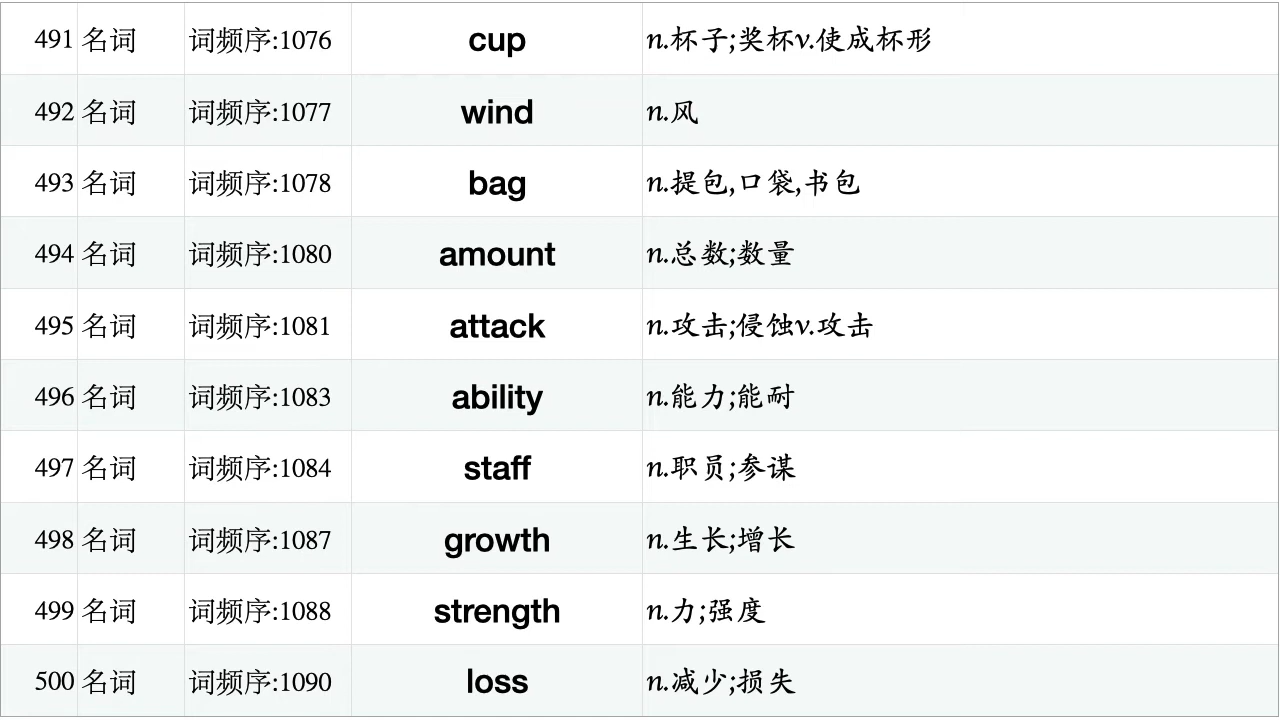 491 名词 词频序:1076 cup n.杯子;奖杯v.使成杯形
492 名词 词频序:1077 wind n.风
493 名词 词频序:1078 bag n.提包,口袋,书包
494 名词 词频序:1080 amount n.总数;数量
495 名词 词频序:1081 attack n.攻击;侵蚀v.攻击
496 名词 词频序:1083 ability n.能力;能耐
497 名词 词频序:1084 staff n.职员;参谋
498 名词 词频序:1087 growth n.生长;增长
499 名词 词频序:1088 strength n.力;强度
500 名词 词频序:1090 loss n.减少;损失